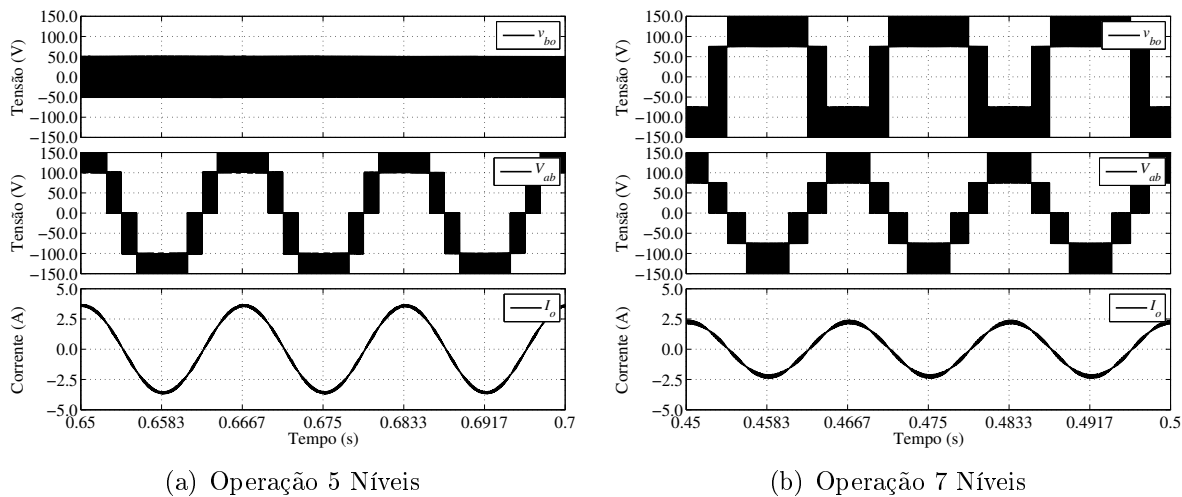 150.0
100.0
50.0
0.0
−50.0
−100.0
−150.0
Tensão (V)
v_bo
150.0
100.0
50.0
0.0
−50.0
−100.0
−150.0
Tensão (V)
V_ab
5.0
2.5
0.0
−2.5
−5.0
Corrente (A)
I_o
0.65 0.6583 0.6667 0.675 0.6833 0.6917 0.7
Tempo (s)
(a) Operação 5 Níveis
150.0
100.0
50.0
0.0
−50.0
−100.0
−150.0
Tensão (V)
v_bo
150.0
100.0
50.0
0.0
−50.0
−100.0
−150.0
Tensão (V)
V_ab
5.0
2.5
0.0
−2.5
−5.0
Corrente (A)
I_o
0.45 0.4583 0.4667 0.475 0.4833 0.4917 0.5
Tempo (s)
(b) Operação 7 Níveis